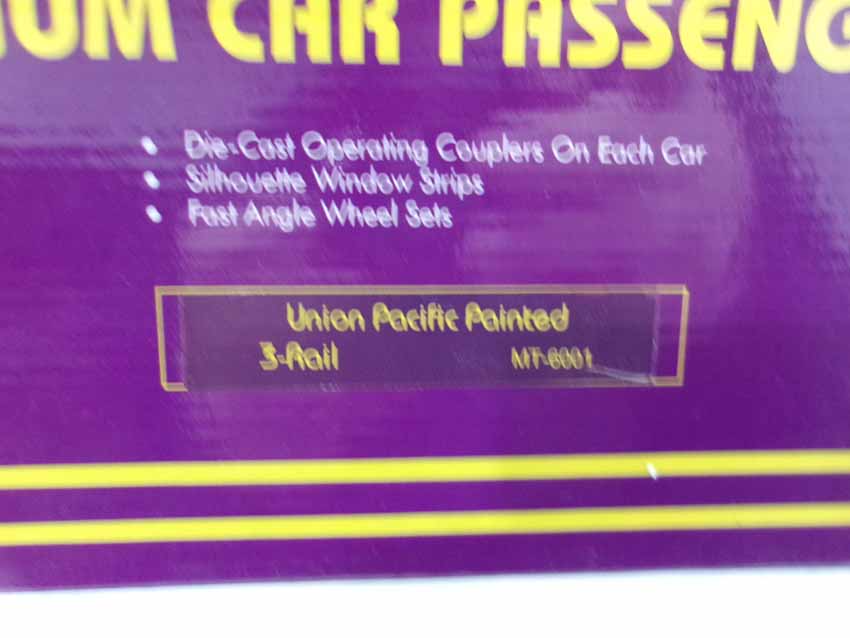 UM CAR PASSENG
• Die-Cast Operating Couplers On Each Car
• Silhouette Window Strips
• Fast Angle Wheel Sets
Union Pacific Painted
3-Rail MT-6001